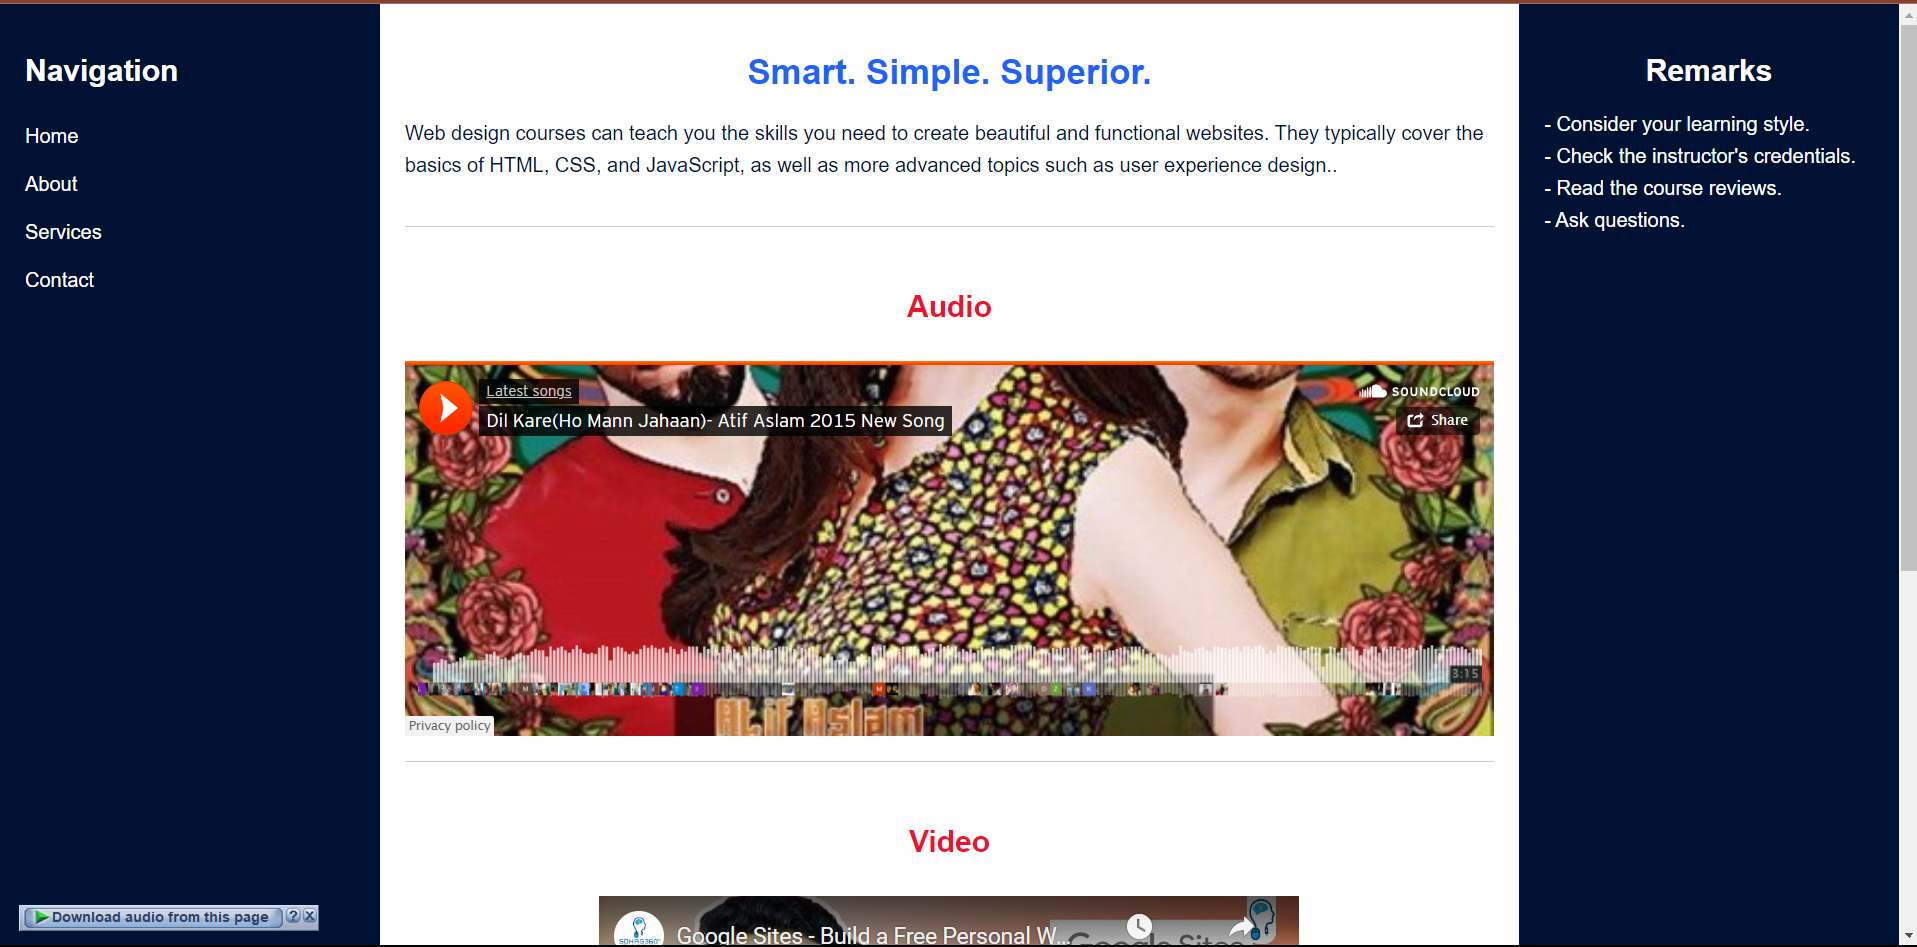 Navigation
Home
About
Services
Contact
Smart. Simple. Superior.
Web design courses can teach you the skills you need to create beautiful and functional websites. They typically cover the
basics of HTML, CSS, and JavaScript, as well as more advanced topics such as user experience design..
Audio
Latest songs
Dil Kare(Ho Mann Jahaan)- Atif Aslam 2015 New Song
SOUNDCLOUD
Share
3:15
Atif Aslam
Privacy policy
Video
SOHAG360°
Google Sites - Build a Free Personal W...
Google Sites
Remarks
- Consider your learning style.
- Check the instructor's credentials.
- Read the course reviews.
- Ask questions.
Download audio from this page ? X